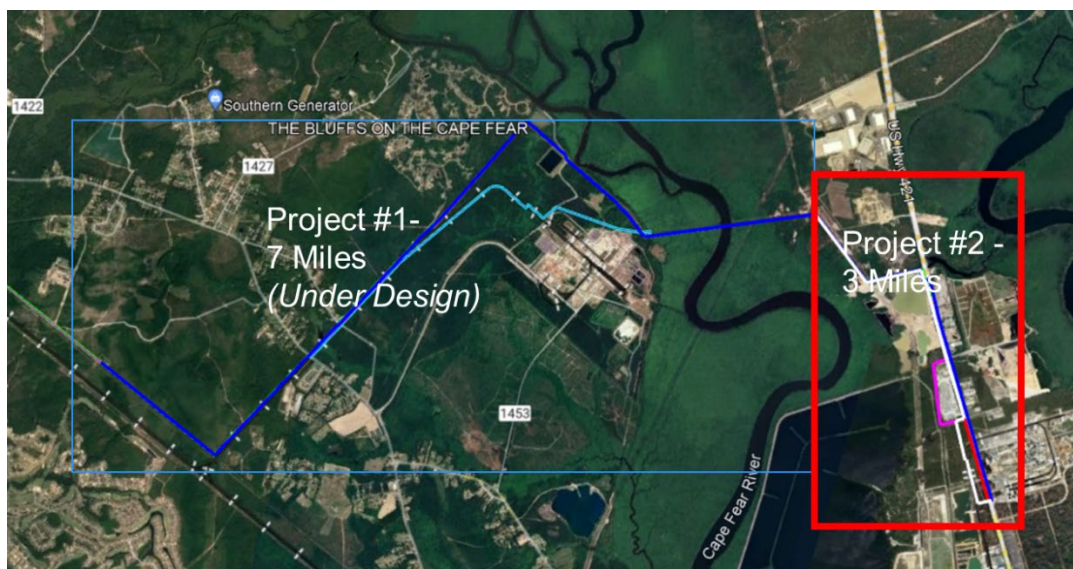 1422
Southern Generator
THE BLUFFS ON THE CAPE FEAR
1427
US Hwy 421
Project #1-
7 Miles
(Under Design)
Project #2 -
3 Miles
1453
Cape Fear River